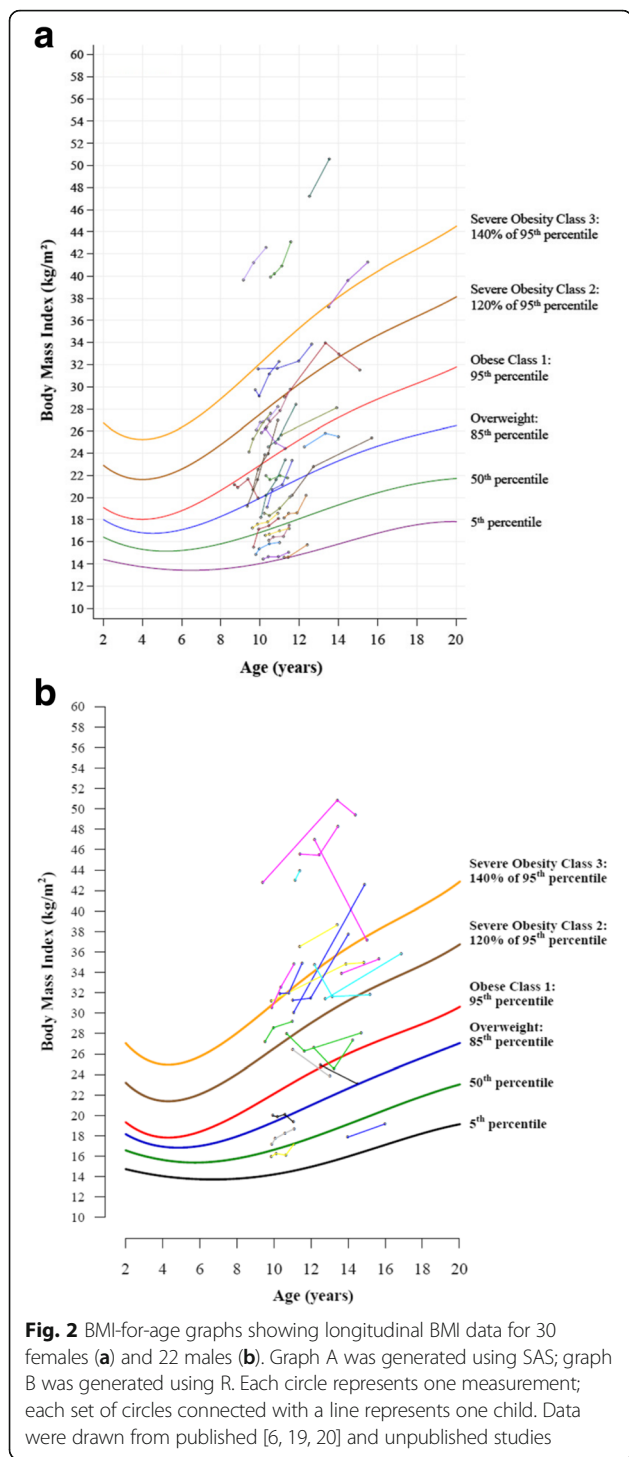 a
60
58
56
54
52
50
48
46
44
42
40
38
36
34
32
30
28
26
24
22
20
18
16
14
12
10
Body Mass Index (kg/m²)
Severe Obesity Class 3:
140% of 95th percentile
Severe Obesity Class 2:
120% of 95th percentile
Obese Class 1:
95th percentile
Overweight:
85th percentile
50th percentile
5th percentile
2 4 6 8 10 12 14 16 18 20
Age (years)
b
60
58
56
54
52
50
48
46
44
42
40
38
36
34
32
30
28
26
24
22
20
18
16
14
12
10
Body Mass Index (kg/m²)
Severe Obesity Class 3:
140% of 95th percentile
Severe Obesity Class 2:
120% of 95th percentile
Obese Class 1:
95th percentile
Overweight:
85th percentile
50th percentile
5th percentile
2 4 6 8 10 12 14 16 18 20
Age (years)
Fig. 2 BMI-for-age graphs showing longitudinal BMI data for 30
females (a) and 22 males (b). Graph A was generated using SAS; graph
B was generated using R. Each circle represents one measurement;
each set of circles connected with a line represents one child. Data
were drawn from published [6, 19, 20] and unpublished studies